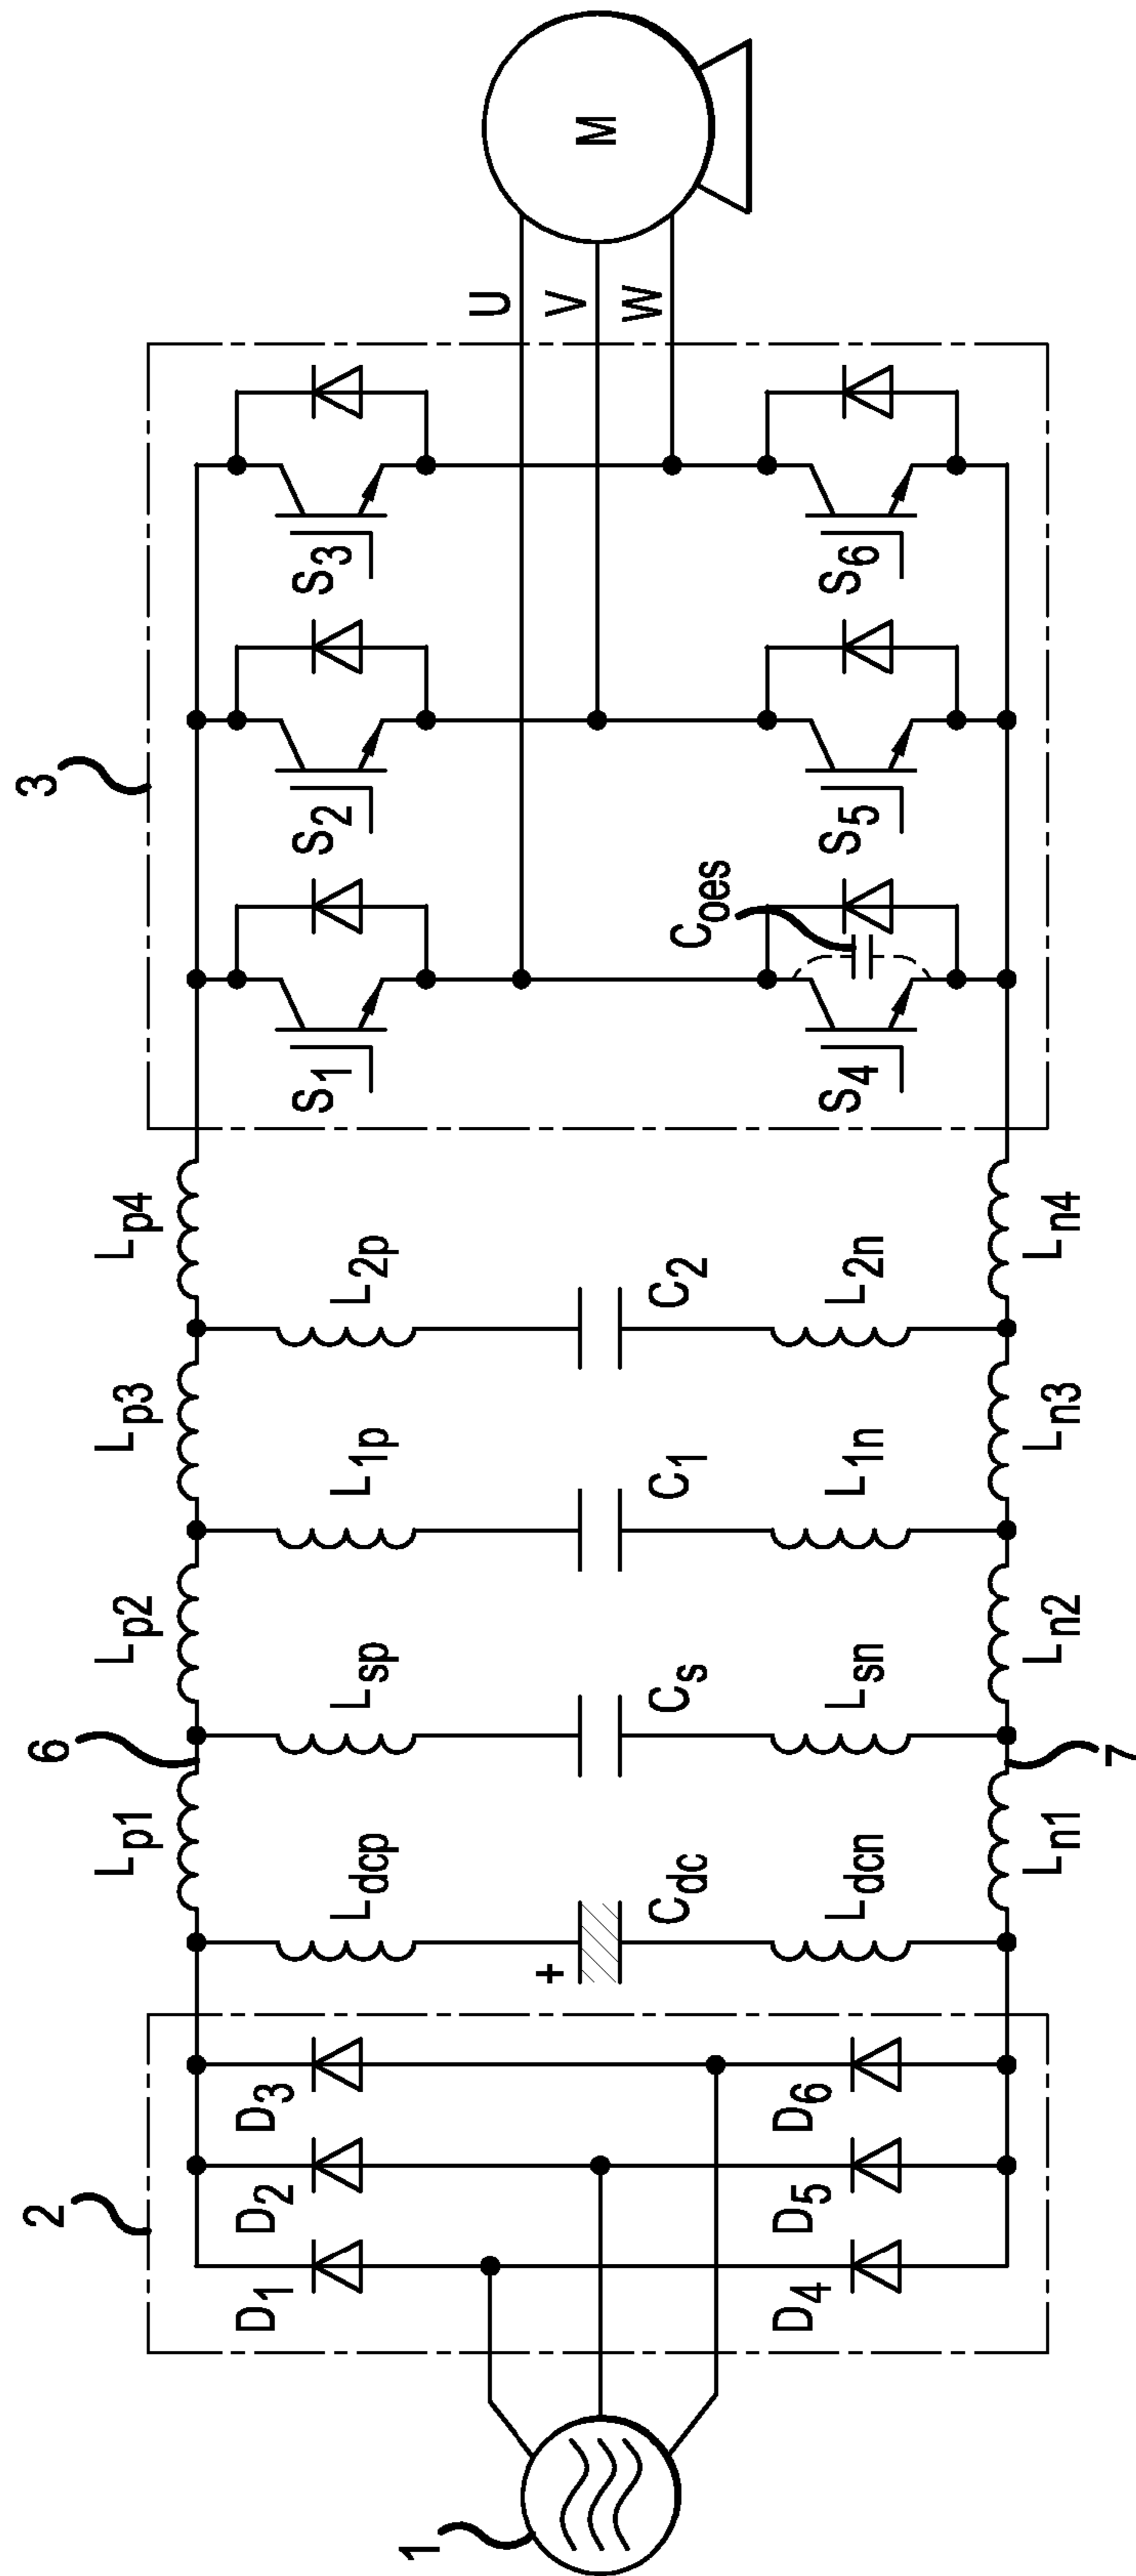 1
2
3
6
7
D1
D2
D3
D4
D5
D6
Lp1
Lp2
Lp3
Lp4
Ldcp
Lsp
L1p
L2p
+
Cdc
Cs
C1
C2
Ldcn
Lsn
L1n
L2n
Ln1
Ln2
Ln3
Ln4
S1
S2
S3
Coes
S4
S5
S6
U
V
W
M